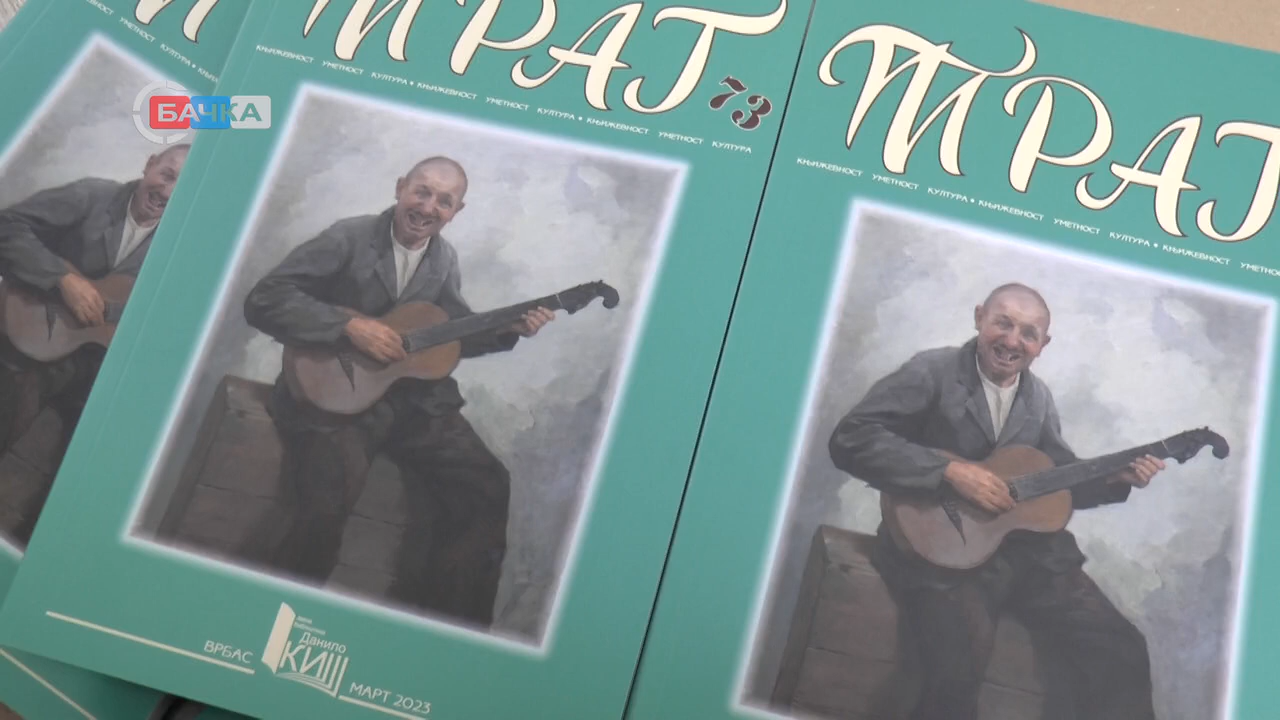 БАЧКА
ТРАГ
73
КЊИЖЕВНОСТ УМЕТНОСТ КУЛТУРА • КЊИЖЕВНОСТ УМЕТНОСТ КУЛТУРА • КЊИЖЕВНОСТ УМЕТНОСТ КУЛТУРА
ВРБАС
Данило
КИШ
МАРТ 2023
ТРАГ
КЊИЖЕВНОСТ УМЕТНОСТ КУЛТУРА • КЊИЖЕВНОСТ УМЕТНОСТ КУЛТУРА • КЊИЖЕВНОСТ
УМЕТНОСТ КУЛТУРА